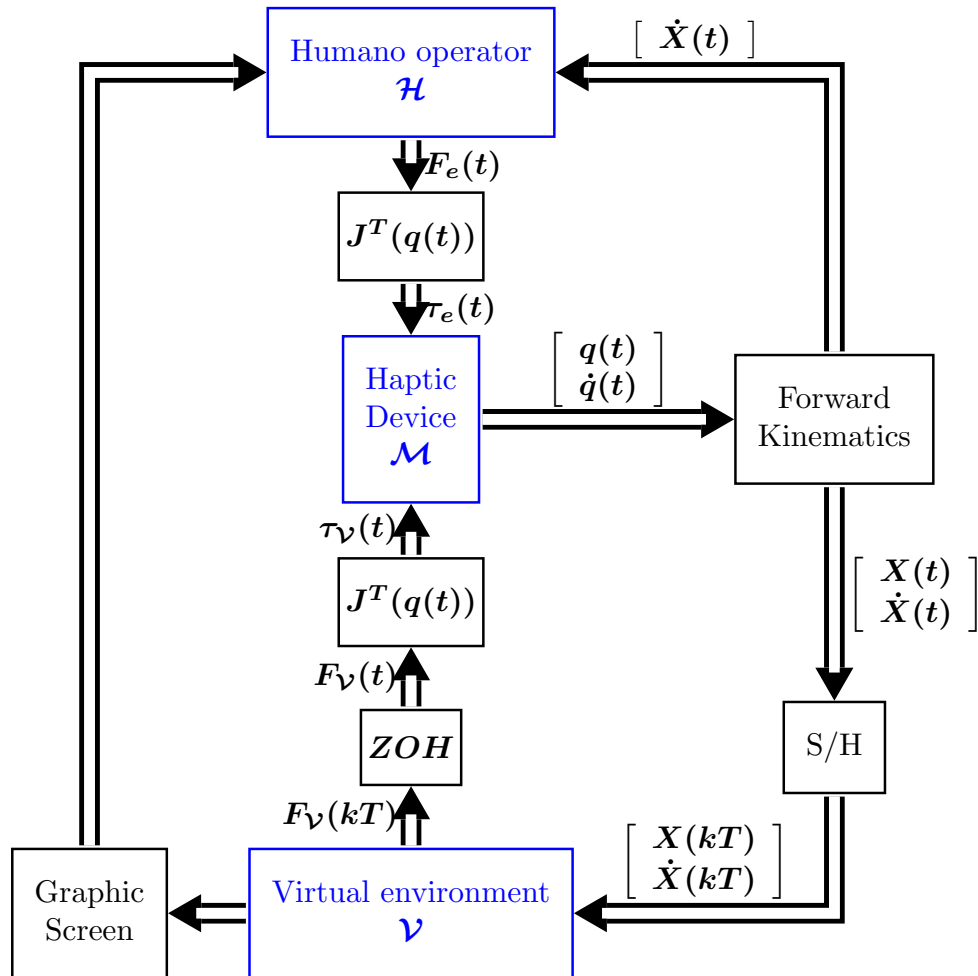 Humano operator
𝓗
[ Ẋ(t) ]
F_e(t)
J^T(q(t))
τ_e(t)
Haptic
Device
𝓜
[ q(t)
q̇(t) ]
Forward
Kinematics
τ_𝓥(t)
J^T(q(t))
[ X(t)
Ẋ(t) ]
F_𝓥(t)
ZOH
S/H
F_𝓥(kT)
[ X(kT)
Ẋ(kT) ]
Graphic
Screen
Virtual environment
𝓥